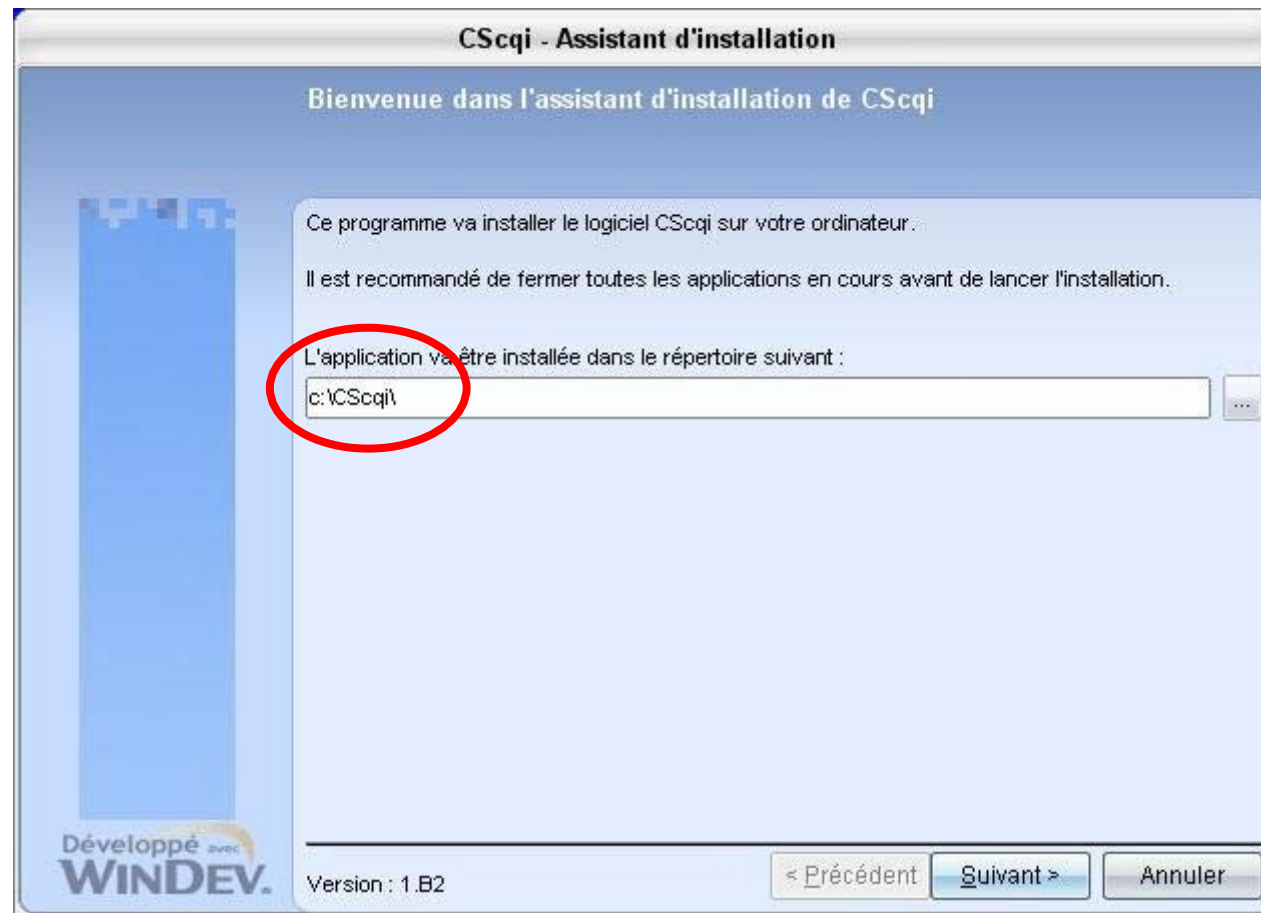 CScqi - Assistant d'installation
Bienvenue dans l'assistant d'installation de CScqi
Ce programme va installer le logiciel CScqi sur votre ordinateur.
Il est recommandé de fermer toutes les applications en cours avant de lancer l'installation.
L'application va être installée dans le répertoire suivant :
c:\CScqi\
...
Développé avec
WINDEV.
Version : 1.B2
< Précédent
Suivant >
Annuler